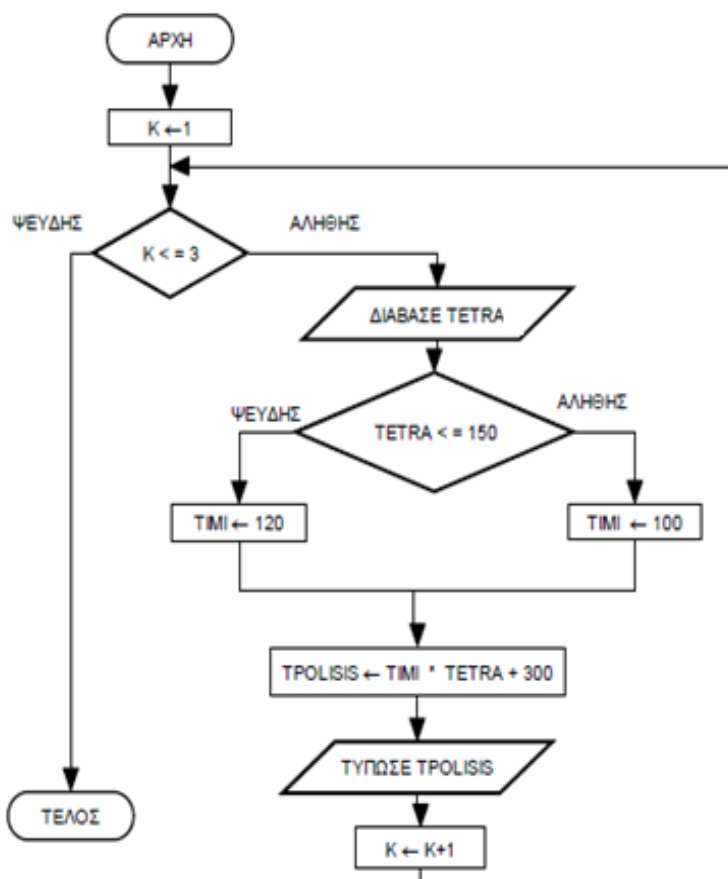 ΑΡΧΗ
K ←1
ΨΕΥΔΗΣ
ΑΛΗΘΗΣ
K < = 3
ΔΙΑΒΑΣΕ TETRA
ΨΕΥΔΗΣ
ΑΛΗΘΗΣ
TETRA < = 150
TIMI ← 120
TIMI ← 100
TPOLISIS ← TIMI * TETRA + 300
ΤΥΠΩΣΕ TPOLISIS
ΤΕΛΟΣ
K ← K+1